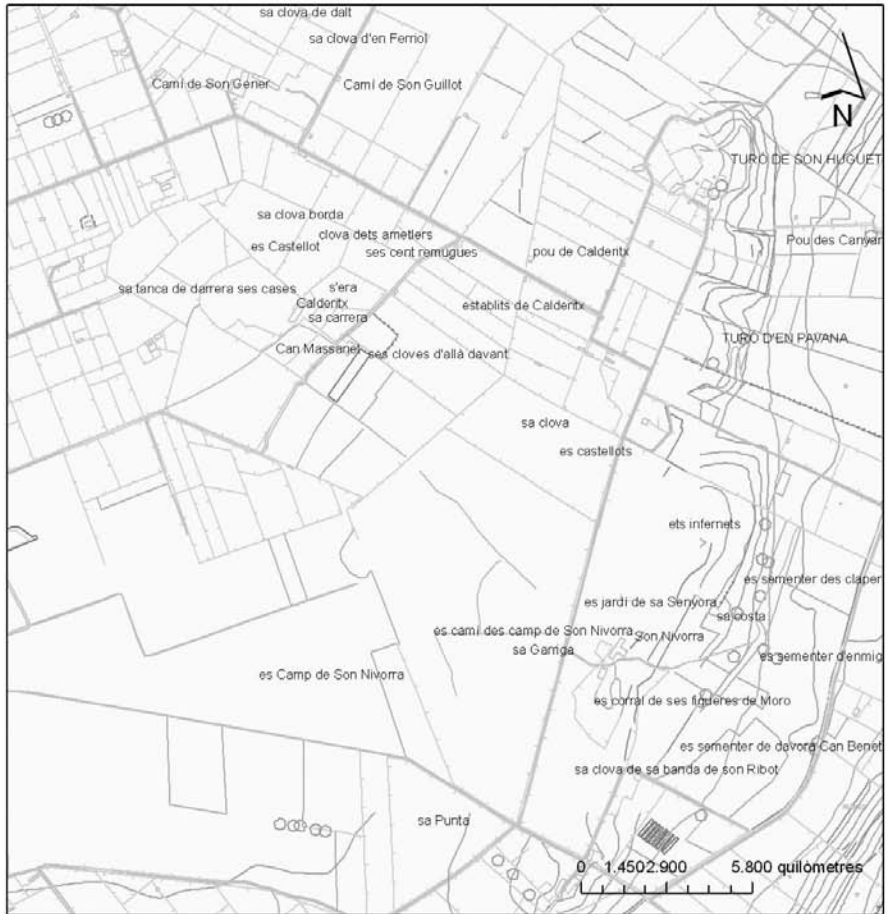 sa clova de dalt
sa clova d'en Ferriol
Camí de Son Gener
Camí de Son Guillot
N
TURÓ DE SON HUGUET
sa clova borda
clova dets ametlers
es Castellot
ses cent remugues
pou de Calderitx
Pou des Canyar
sa tanca de darrera ses cases
s'era
Calderitx
establits de Calderitx
sa carrera
TURÓ D'EN PAVANA
Can Massanet
ses cloves d'allà davant
sa clova
es castellots
ets infernets
es sementer des claper
es jardí de sa Senyora
sa costa
es camí des camp de Son Nivorra
Son Nivorra
sa Garriga
es sementer d'enmig
es Camp de Son Nivorra
es corral de ses figueres de Moro
es sementer de davora Can Benet
sa clova de sa banda de son Ribot
sa Punta
0 1.450 2.900 5.800 quilòmetres